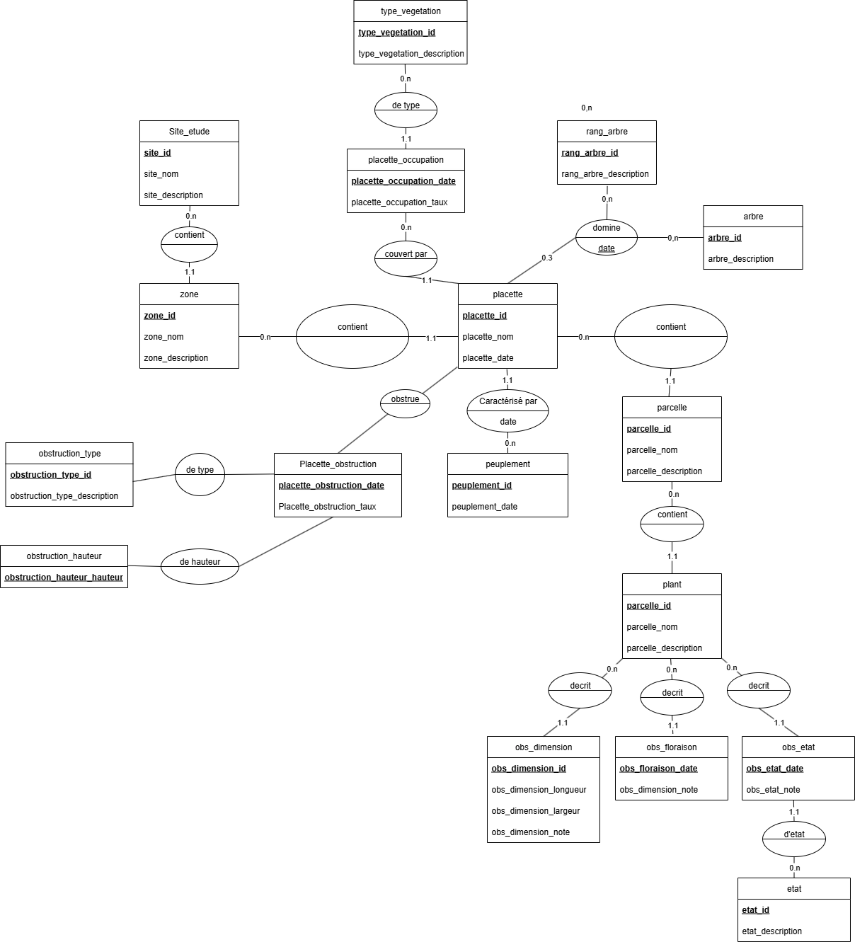 type_vegetation
type_vegetation_id
type_vegetation_description
0.n
de type
1.1
placette_occupation
placette_occupation_date
placette_occupation_taux
0.n
couvert par
1.1
0,n
rang_arbre
rang_arbre_id
rang_arbre_description
0,n
domine
date
0,n
0.3
arbre
arbre_id
arbre_description
Site_etude
site_id
site_nom
site_description
0.n
contient
1.1
zone
zone_id
zone_nom
zone_description
0.n
contient
1.1
placette
placette_id
placette_nom
placette_date
0.n
contient
1.1
obstrue
1.1
Caractérisé par
date
0.n
peuplement
peuplement_id
peuplement_date
obstruction_type
obstruction_type_id
obstruction_type_description
de type
Placette_obstruction
placette_obstruction_date
Placette_obstruction_taux
obstruction_hauteur
obstruction_hauteur_hauteur
de hauteur
parcelle
parcelle_id
parcelle_nom
parcelle_description
0.n
contient
1.1
plant
parcelle_id
parcelle_nom
parcelle_description
0.n
0.n
0.n
decrit
decrit
decrit
1.1
1.1
1.1
obs_dimension
obs_dimension_id
obs_dimension_longueur
obs_dimension_largeur
obs_dimension_note
obs_floraison
obs_floraison_date
obs_dimension_note
obs_etat
obs_etat_date
obs_etat_note
1.1
d'etat
0.n
etat
etat_id
etat_description